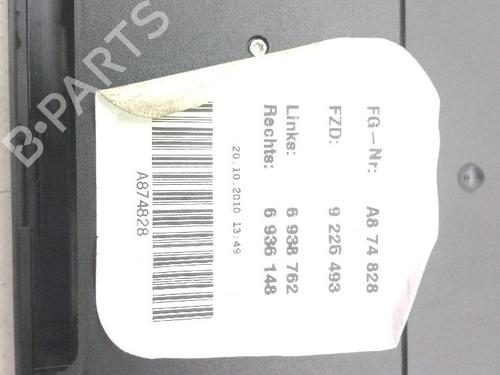 FG-Nr: A8 74 828
FZD: 9 225 493
Links: 6 938 762
Rechts: 6 936 148
20.10.2010 13:49
A874828
B-PARTS